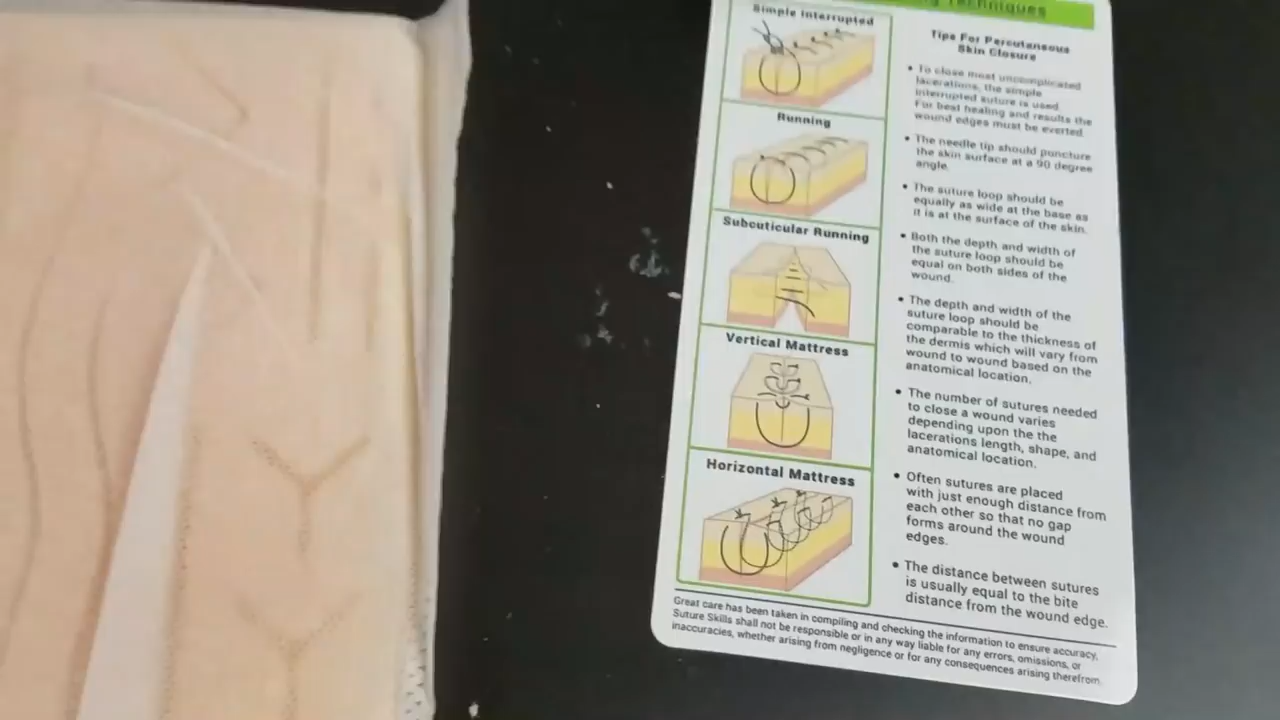 Techniques
Simple Interrupted
Running
Subcuticular Running
Vertical Mattress
Horizontal Mattress
Tips For Percutaneous
Skin Closure
• To close most uncomplicated
lacerations, the simple
interrupted suture is used.
For best healing and results the
wound edges must be everted.
• The needle tip should puncture
the skin surface at a 90 degree
angle.
• The suture loop should be
equally as wide at the base as
it is at the surface of the skin.
• Both the depth and width of
the suture loop should be
equal on both sides of the
wound.
• The depth and width of the
suture loop should be
comparable to the thickness of
the dermis which will vary from
wound to wound based on the
anatomical location.
• The number of sutures needed
to close a wound varies
depending upon the the
lacerations length, shape, and
anatomical location.
• Often sutures are placed
with just enough distance from
each other so that no gap
forms around the wound
edges.
• The distance between sutures
is usually equal to the bite
distance from the wound edge.
Great care has been taken in compiling and checking the information to ensure accuracy.
Suture Skills shall not be responsible or in any way liable for any errors, omissions, or
inaccuracies, whether arising from negligence or for any consequences arising therefrom.